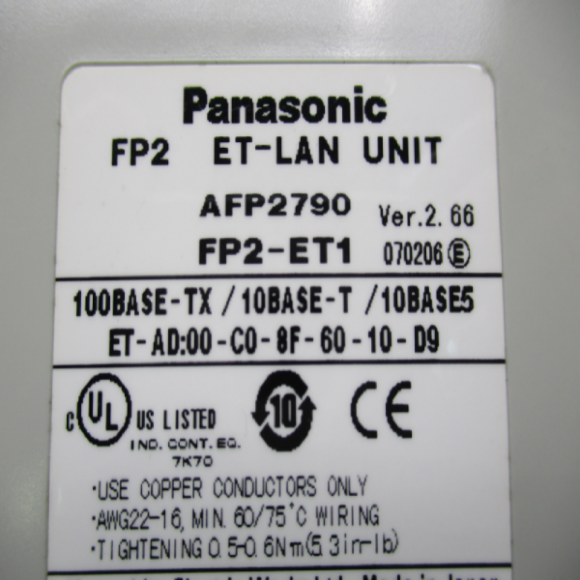 Panasonic
FP2 ET-LAN UNIT
AFP2790 Ver.2.66
FP2-ET1 070206 Ⓔ
100BASE-TX / 10BASE-T / 10BASE5
ET-AD:00-C0-8F-60-10-D9
C UL US LISTED 10 CE
IND. CONT. EQ.
7K70
·USE COPPER CONDUCTORS ONLY
·AWG22-16, MIN. 60/75°C WIRING
·TIGHTENING 0.5-0.6Nm(5.3in-lb)